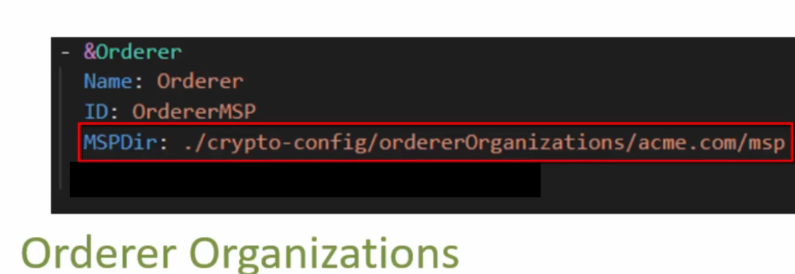 - &Orderer
Name: Orderer
ID: OrdererMSP
MSPDir: ./crypto-config/ordererOrganizations/acme.com/msp
Orderer Organizations